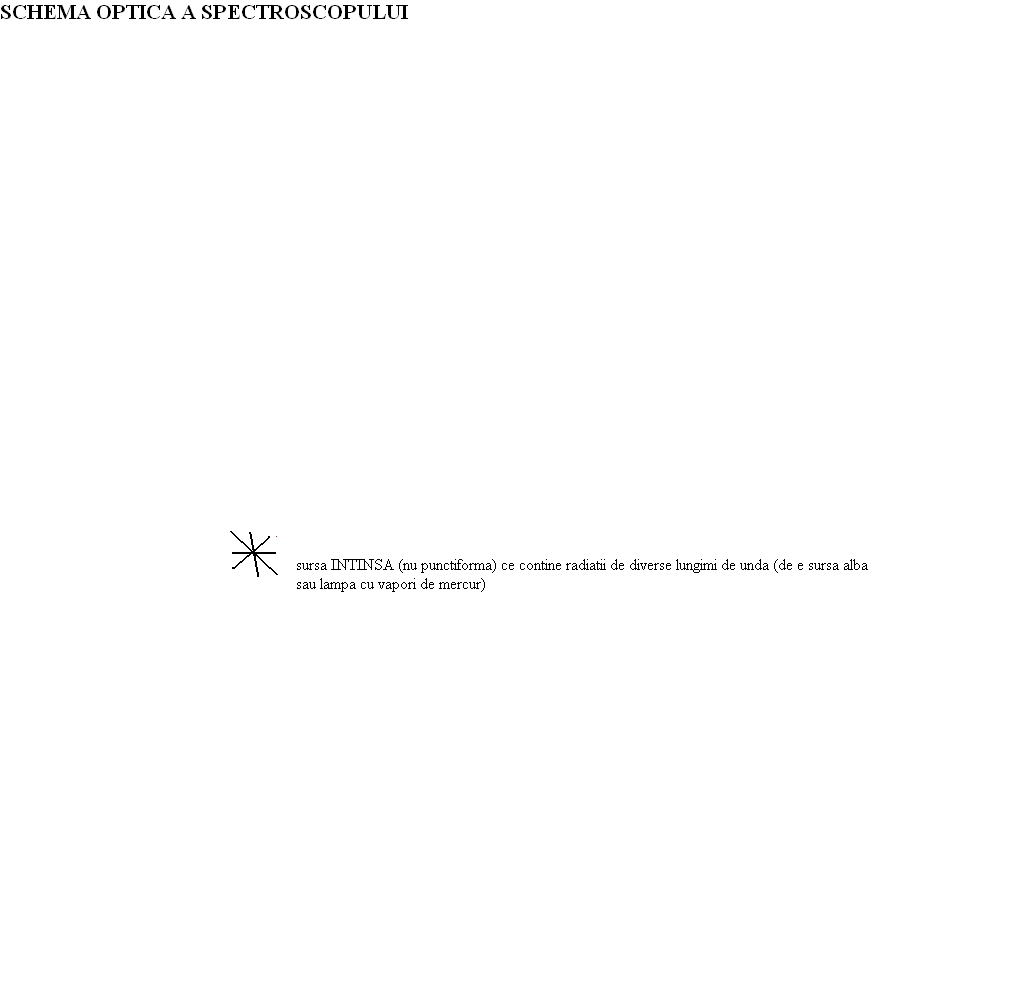 SCHEMA OPTICA A SPECTROSCOPULUI
sursa INTINSA (nu punctiforma) ce contine radiatii de diverse lungimi de unda (de e sursa alba
sau lampa cu vapori de mercur)